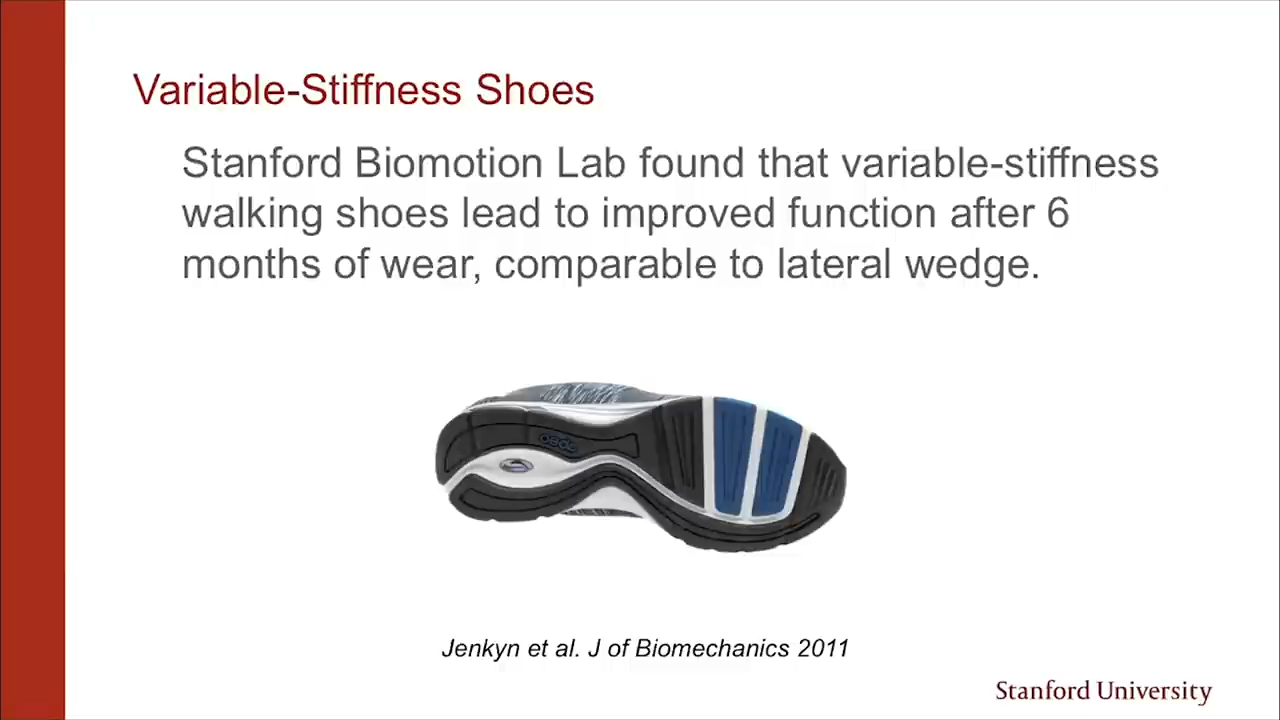 Variable-Stiffness Shoes
Stanford Biomotion Lab found that variable-stiffness
walking shoes lead to improved function after 6
months of wear, comparable to lateral wedge.
Jenkyn et al. J of Biomechanics 2011
Stanford University